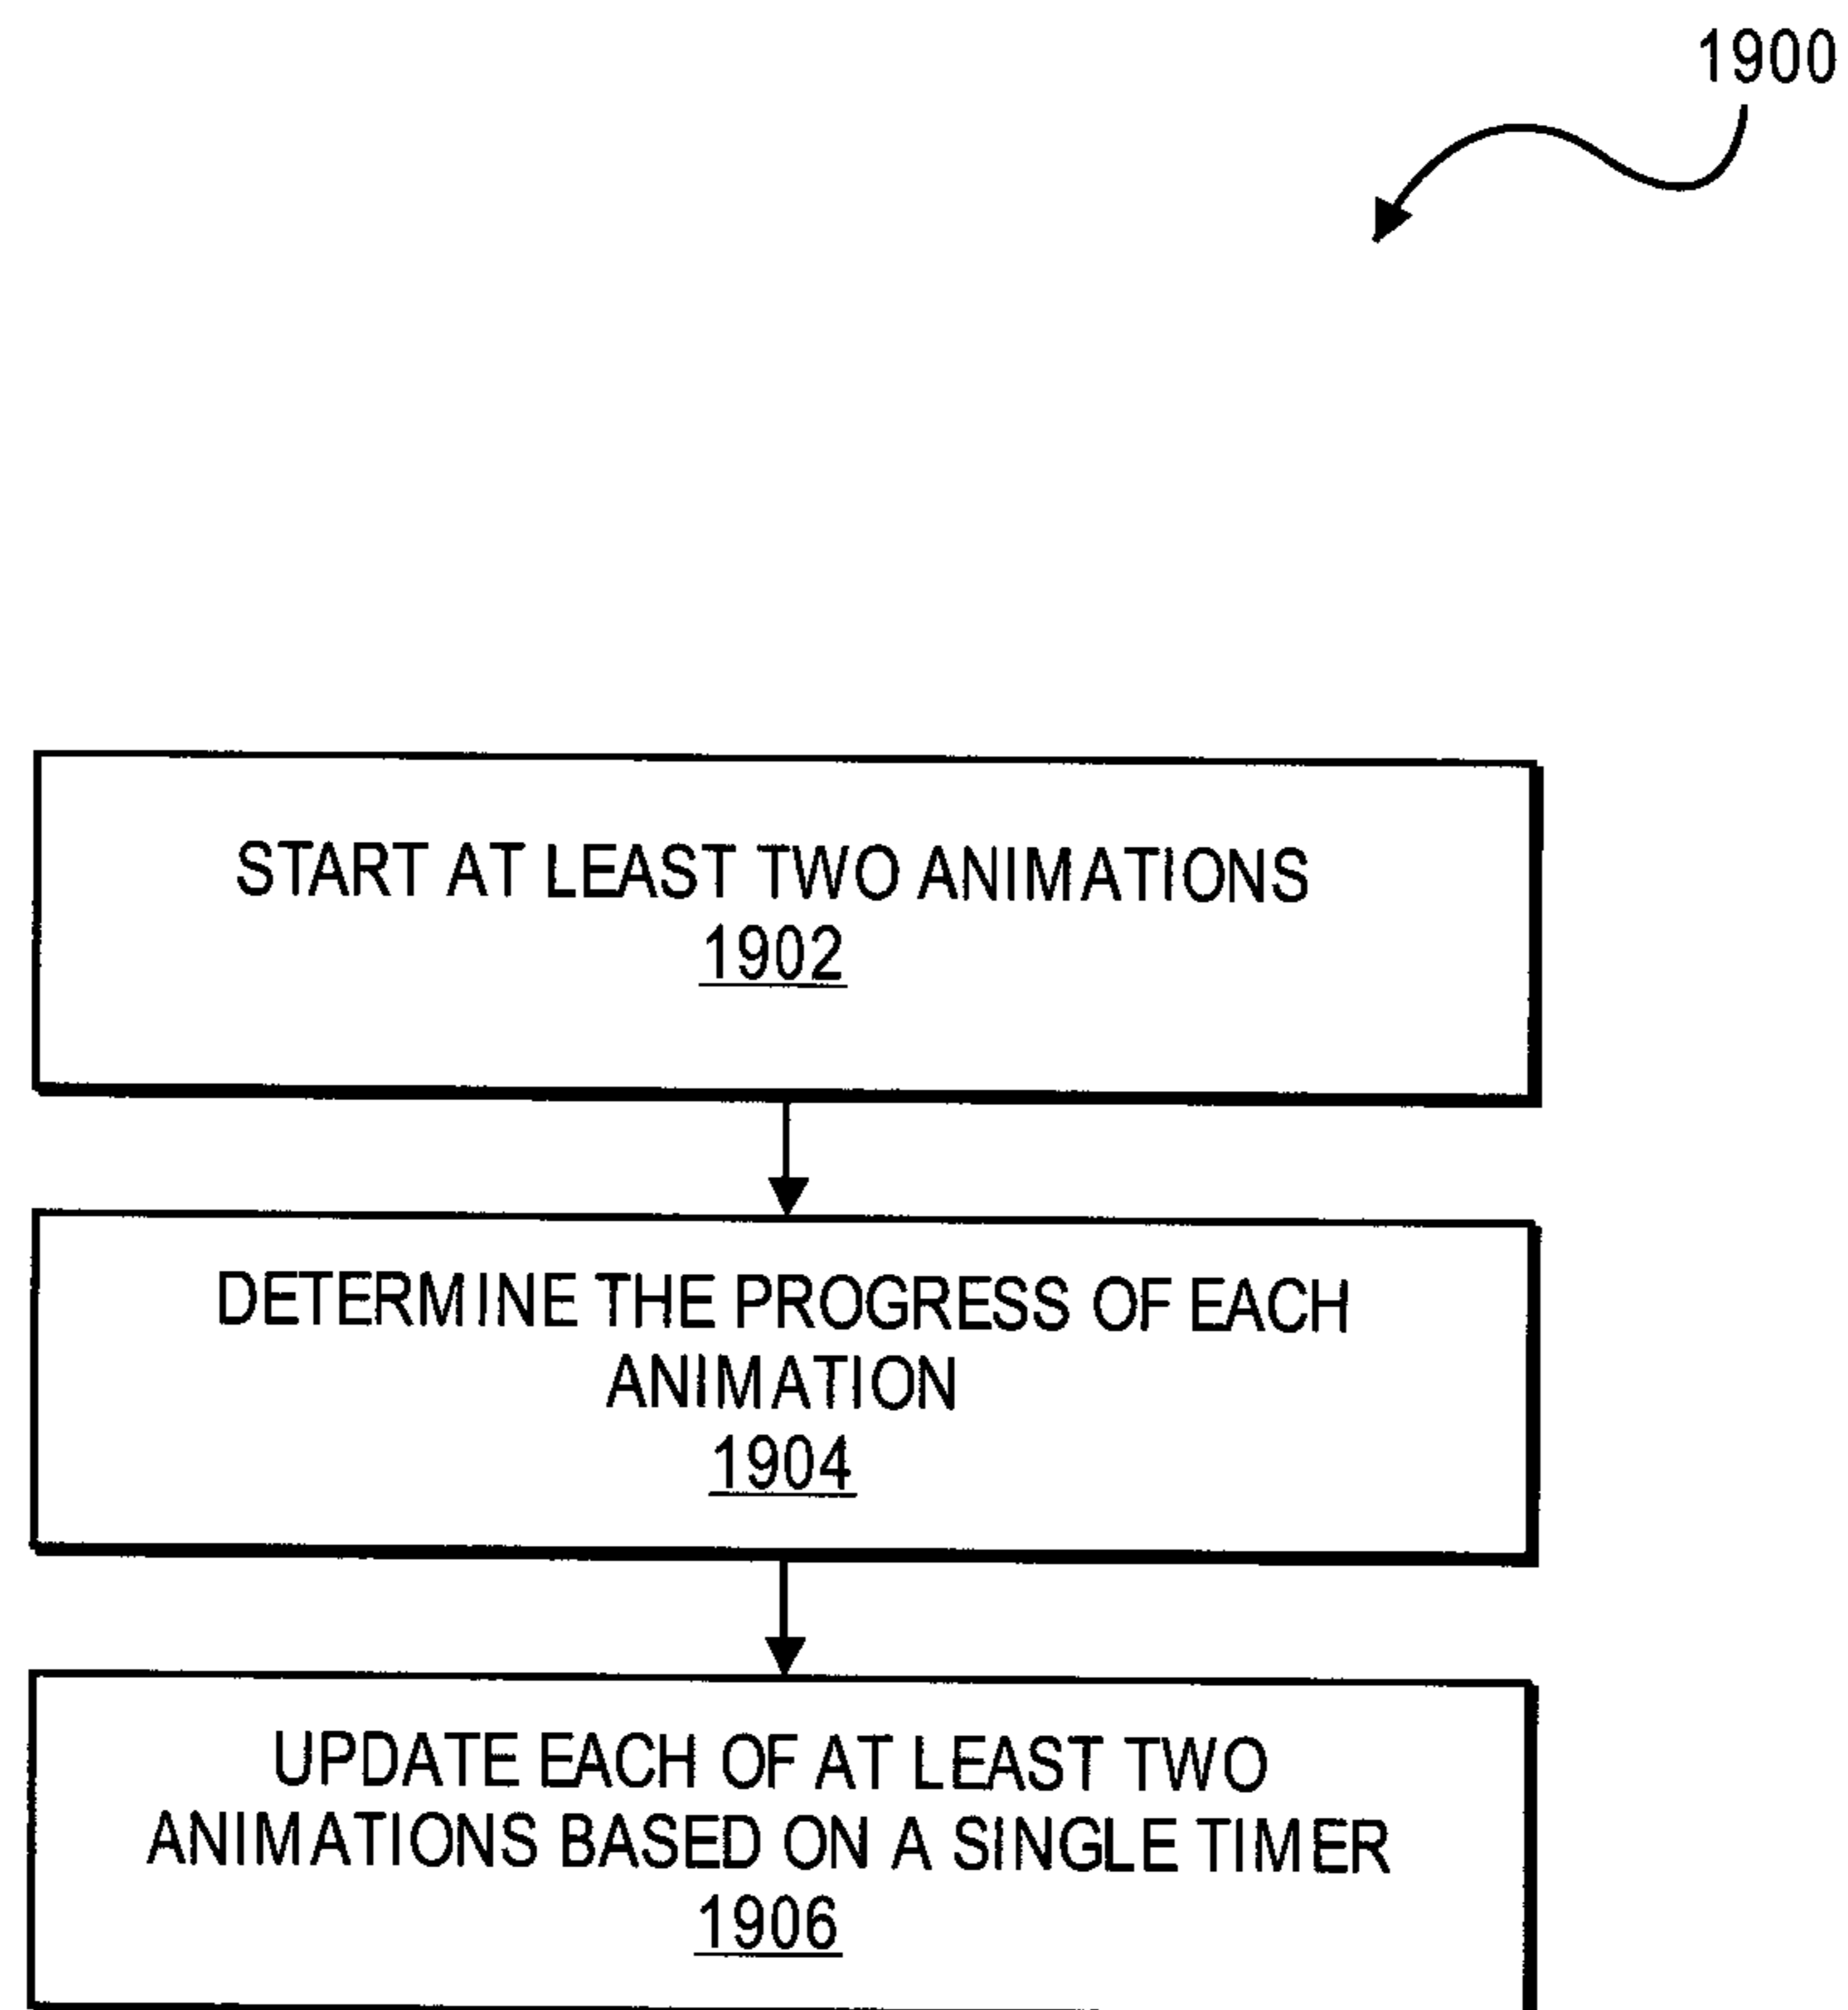 1900
START AT LEAST TWO ANIMATIONS
1902
DETERMINE THE PROGRESS OF EACH
ANIMATION
1904
UPDATE EACH OF AT LEAST TWO
ANIMATIONS BASED ON A SINGLE TIMER
1906